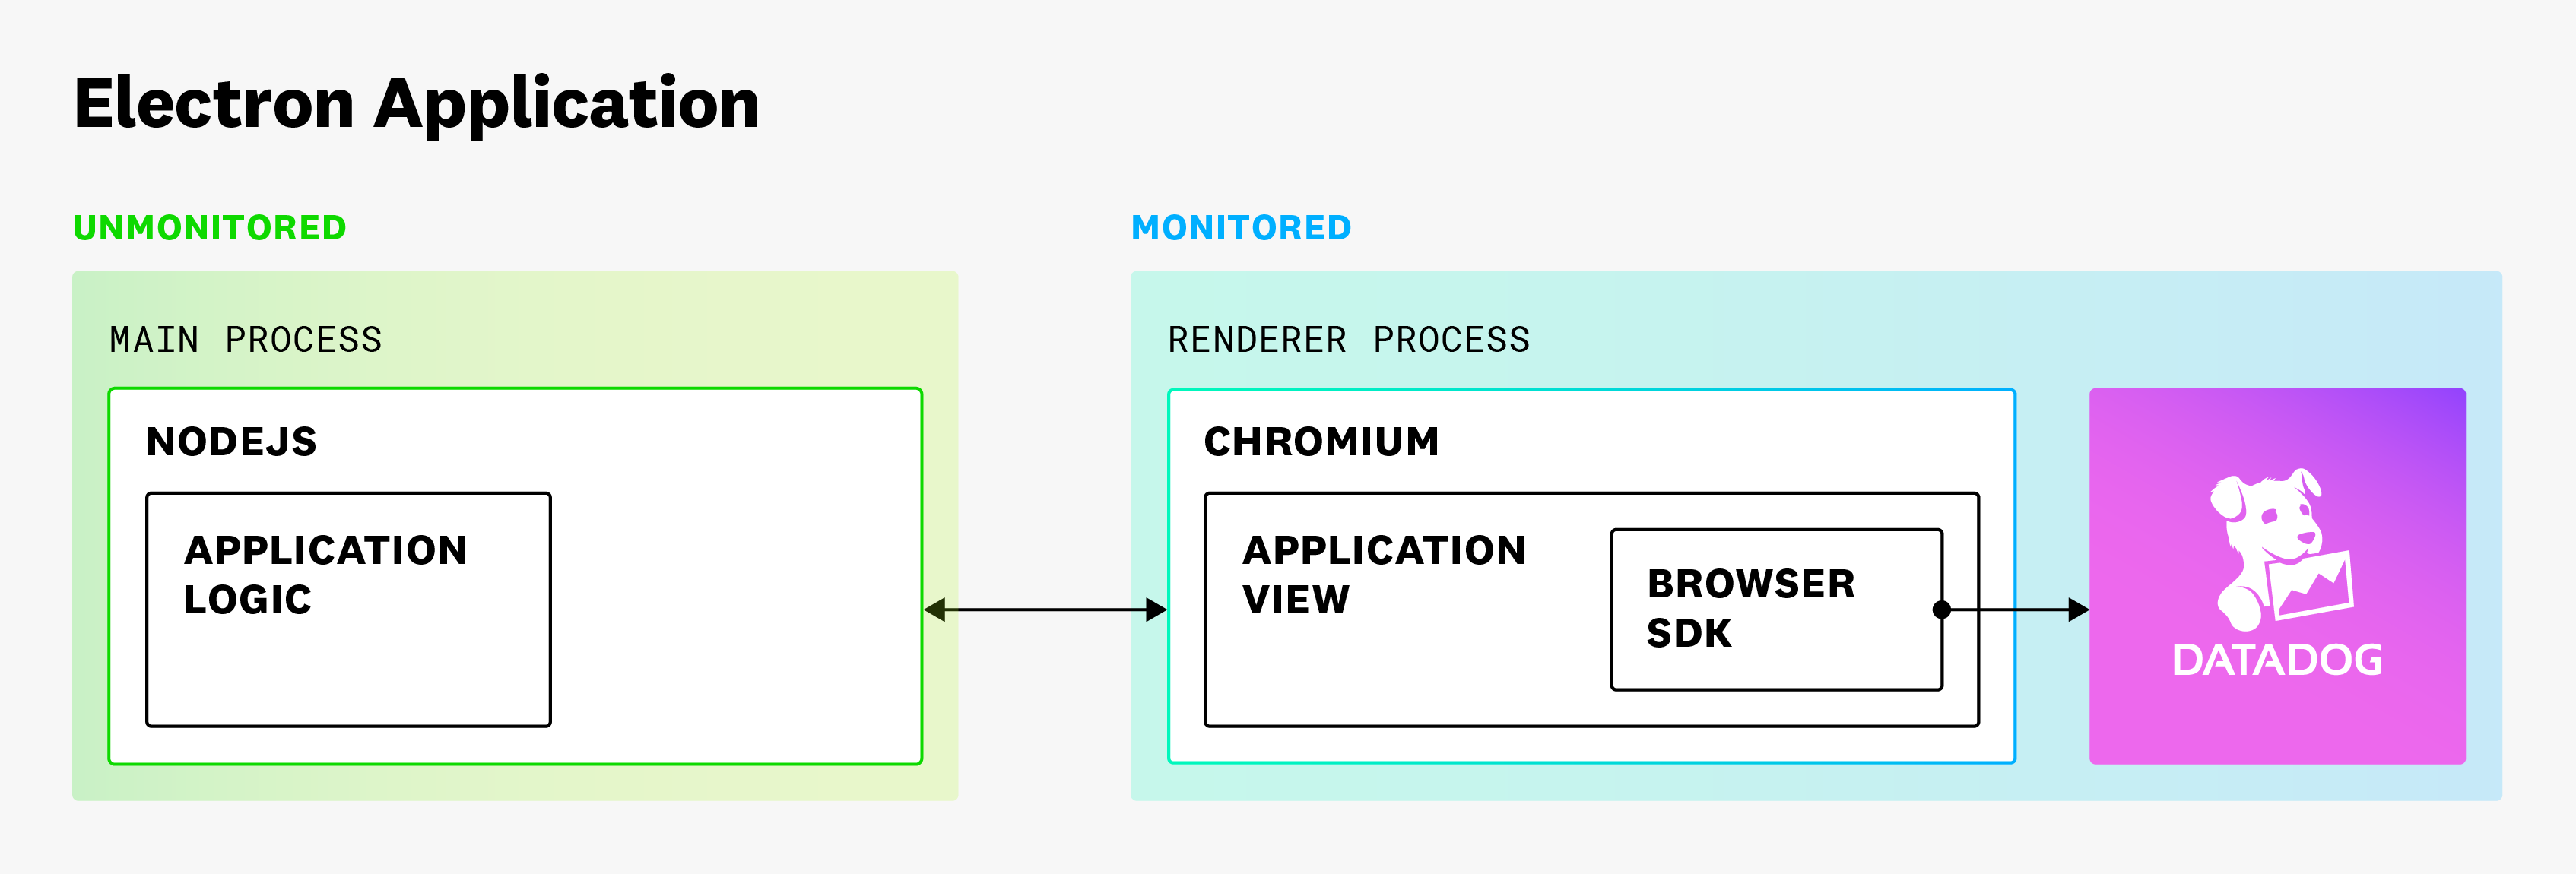 Electron Application
UNMONITORED
MAIN PROCESS
NODEJS
APPLICATION
LOGIC
MONITORED
RENDERER PROCESS
CHROMIUM
APPLICATION
VIEW
BROWSER
SDK
DATADOG